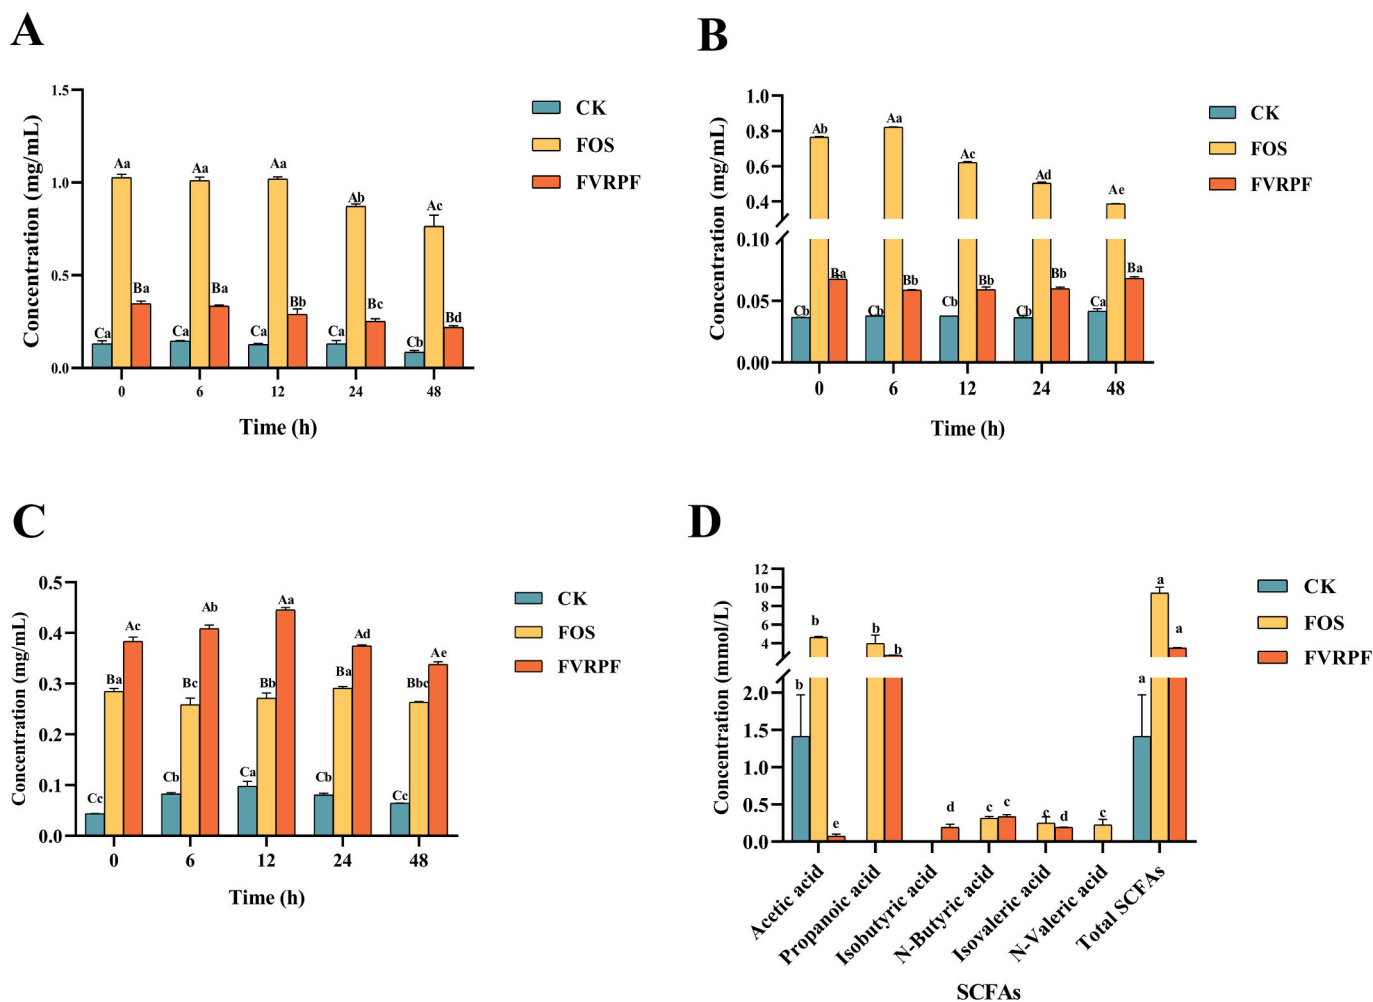 A
Concentration (mg/mL)
1.5
1.0
0.5
0.0
Aa Aa Aa Ab Ac
Ba Ba Bb Bc Bd
Ca Ca Ca Ca Cb
0 6 12 24 48
Time (h)
CK
FOS
FVRPF
B
Concentration (mg/mL)
1.0
0.8
0.6
0.4
0.10
0.05
0.00
Ab Aa Ac Ad Ae
Ba Bb Bb Bb Ba
Cb Cb Cb Cb Ca
0 6 12 24 48
Time (h)
CK
FOS
FVRPF
C
Concentration (mg/mL)
0.5
0.4
0.3
0.2
0.1
0.0
Ac Ab Aa Ad Ae
Ba Bc Bb Ba Bbc
Cc Cb Ca Cb Cc
0 6 12 24 48
Time (h)
CK
FOS
FVRPF
D
Concentration (mmol/L)
12
10
8
6
4
2.0
1.5
1.0
0.5
0.0
b b e
b b
d
c c
c d
c
a a a
Acetic acid
Propanoic acid
Isobutyric acid
N-Butyric acid
Isovaleric acid
N-Valeric acid
Total SCFAs
SCFAs
CK
FOS
FVRPF